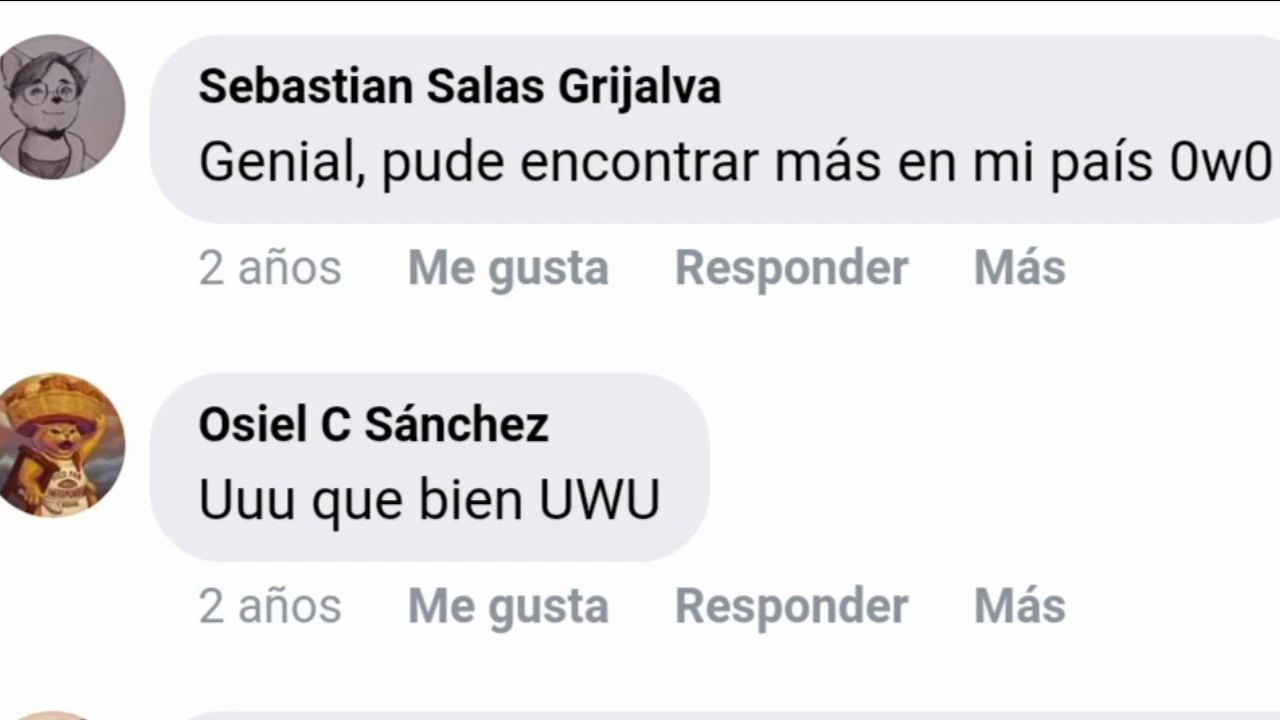 Sebastian Salas Grijalva
Genial, pude encontrar más en mi país 0w0
2 años Me gusta Responder Más
Osiel C Sánchez
Uuu que bien UWU
2 años Me gusta Responder Más